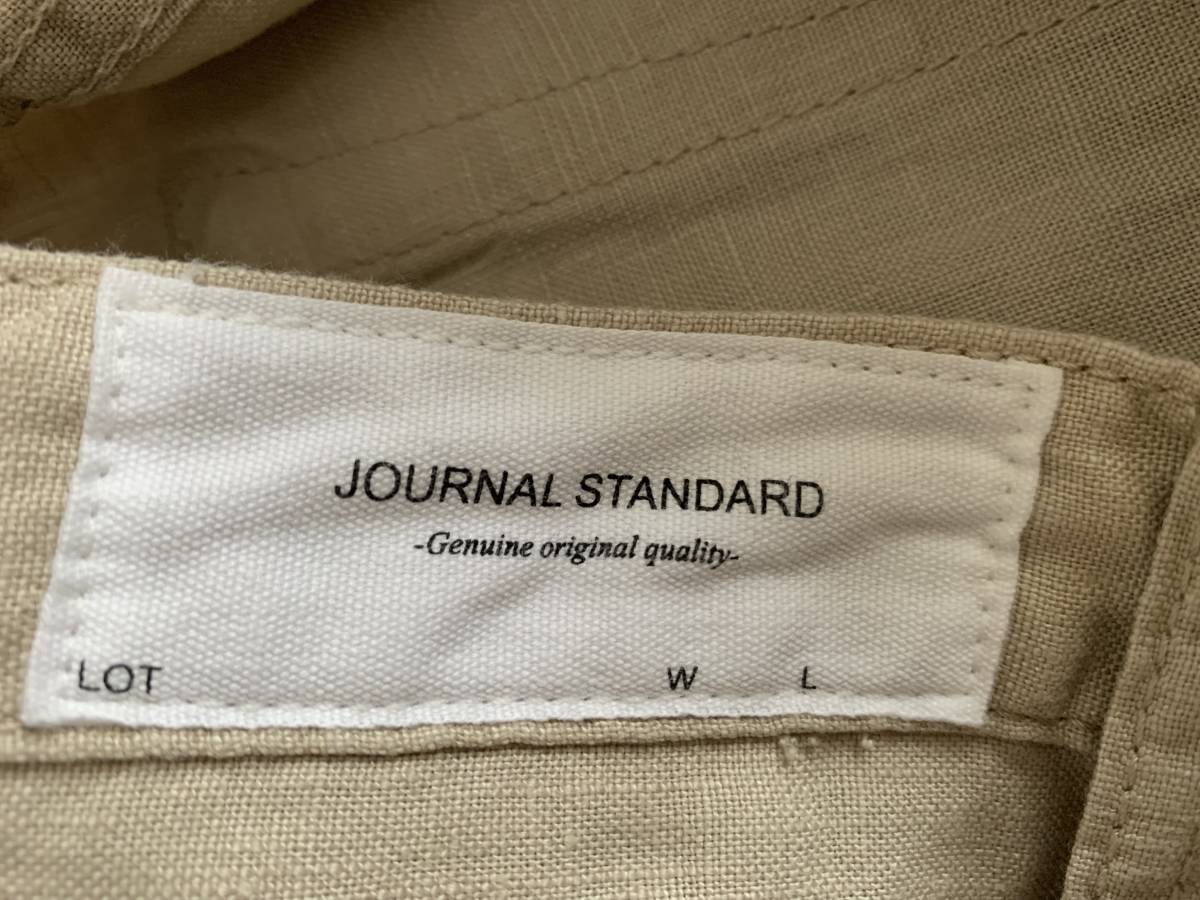 JOURNAL STANDARD
-Genuine original quality-
LOT W L